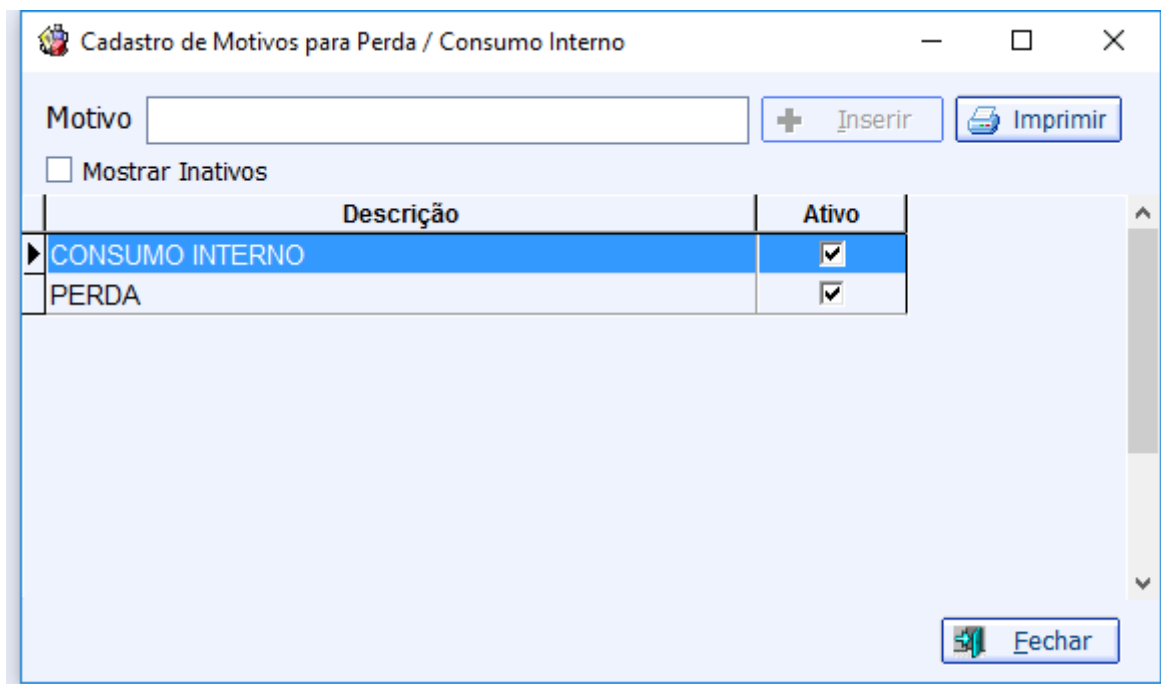 Cadastro de Motivos para Perda / Consumo Interno
Motivo
Inserir
Imprimir
Mostrar Inativos
Descrição Ativo
CONSUMO INTERNO
PERDA
Fechar